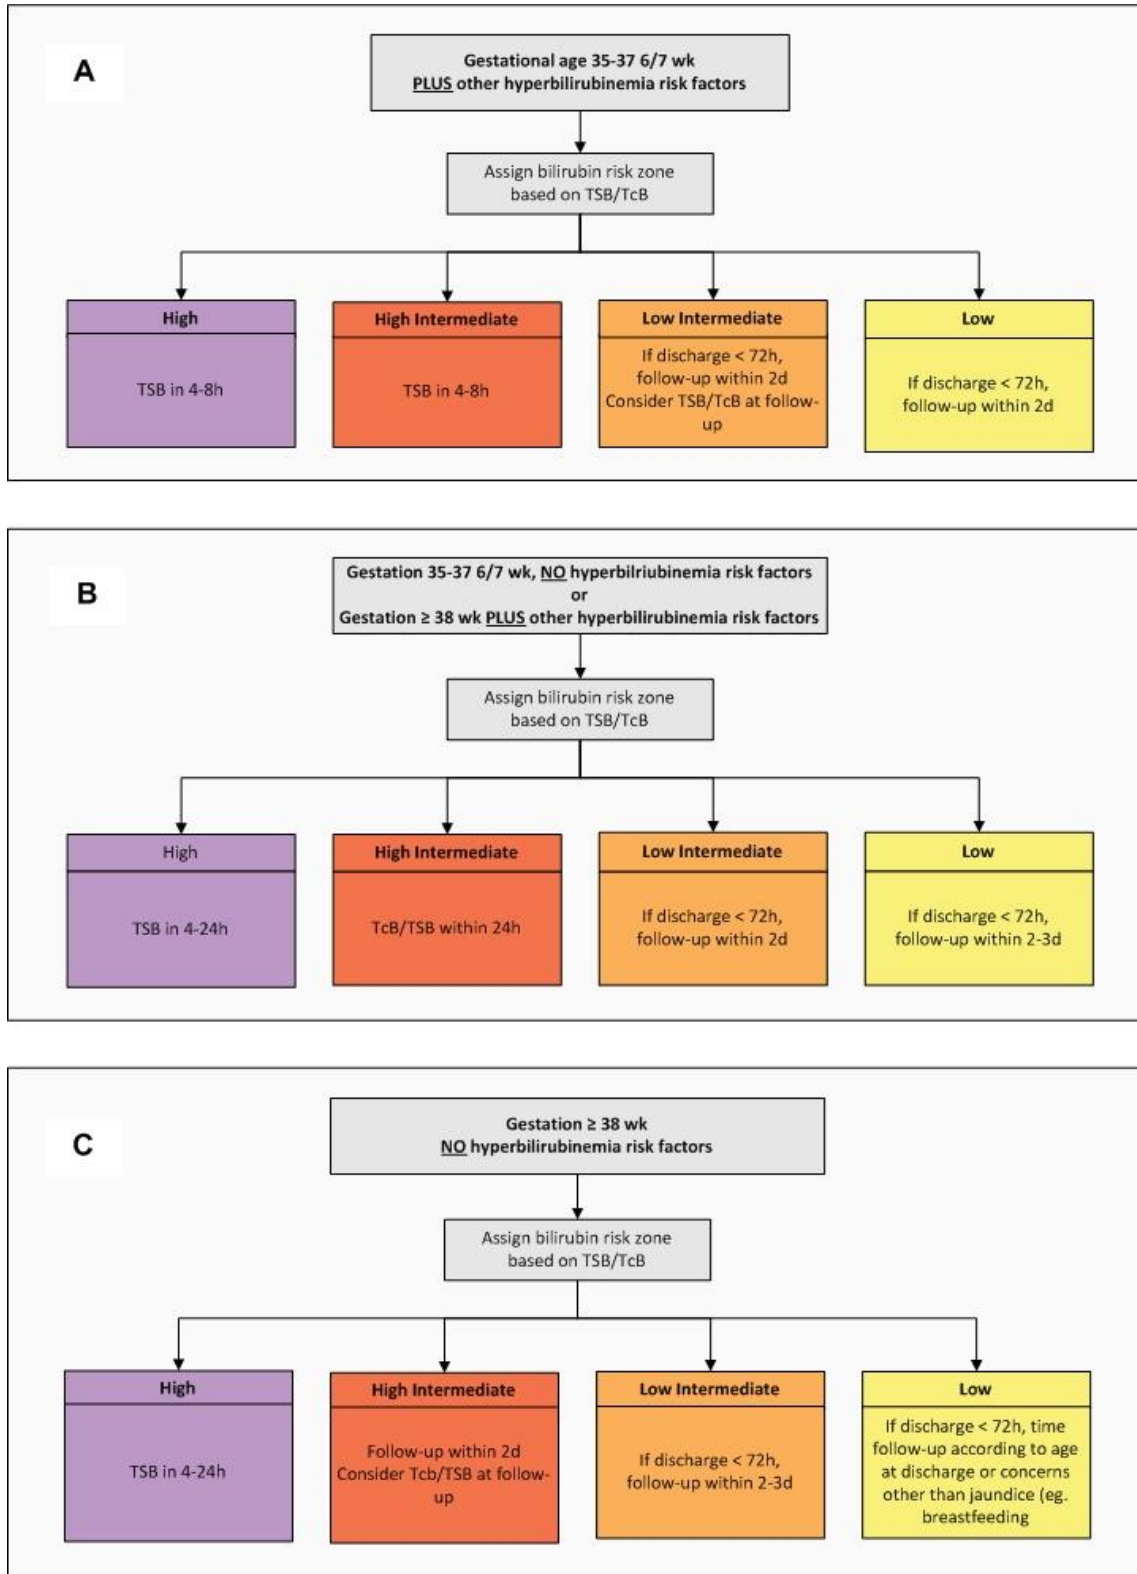 A
Gestational age 35-37 6/7 wk
PLUS other hyperbilirubinemia risk factors
Assign bilirubin risk zone
based on TSB/TcB
High
TSB in 4-8h
High Intermediate
TSB in 4-8h
Low Intermediate
If discharge < 72h,
follow-up within 2d
Consider TSB/TcB at follow-
up
Low
If discharge < 72h,
follow-up within 2d
B
Gestation 35-37 6/7 wk, NO hyperbilriubinemia risk factors
or
Gestation ≥ 38 wk PLUS other hyperbilirubinemia risk factors
Assign bilirubin risk zone
based on TSB/TcB
High
TSB in 4-24h
High Intermediate
TcB/TSB within 24h
Low Intermediate
If discharge < 72h,
follow-up within 2d
Low
If discharge < 72h,
follow-up within 2-3d
C
Gestation ≥ 38 wk
NO hyperbilirubinemia risk factors
Assign bilirubin risk zone
based on TSB/TcB
High
TSB in 4-24h
High Intermediate
Follow-up within 2d
Consider Tcb/TSB at follow-
up
Low Intermediate
If discharge < 72h,
follow-up within 2-3d
Low
If discharge < 72h, time
follow-up according to age
at discharge or concerns
other than jaundice (eg.
breastfeeding